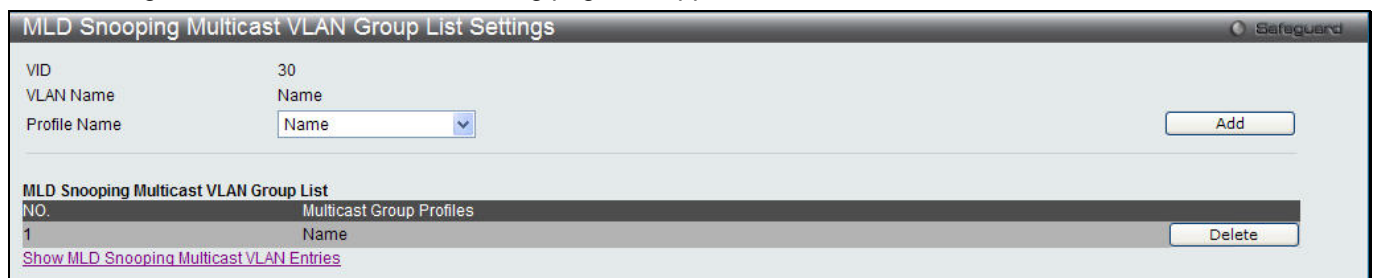 MLD Snooping Multicast VLAN Group List Settings Safeguard
VID 30
VLAN Name Name
Profile Name Name Add
MLD Snooping Multicast VLAN Group List
NO. Multicast Group Profiles
1 Name Delete
Show MLD Snooping Multicast VLAN Entries